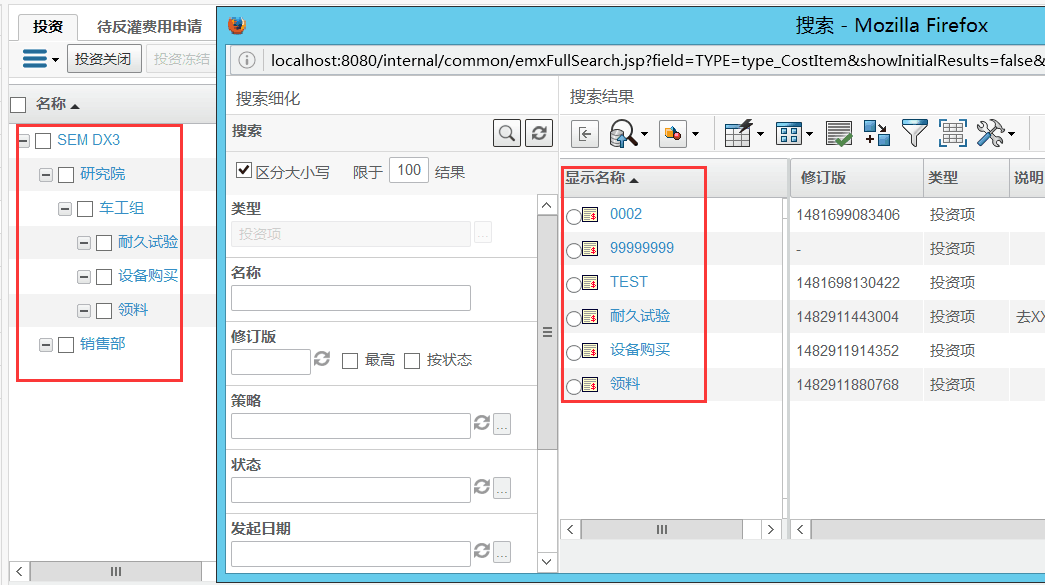 投资 待反灌费用申请
投资关闭 投资冻结
名称
SEM DX3
研究院
车工组
耐久试验
设备购买
领料
销售部
搜索 - Mozilla Firefox
localhost:8080/internal/common/emxFullSearch.jsp?field=TYPE=type_CostItem&showInitialResults=false&
搜索细化
搜索
区分大小写 限于 100 结果
类型
投资项 ...
名称
修订版
最高 按状态
策略
...
状态
...
发起日期
...
搜索结果
显示名称 修订版 类型 说明
0002 1481699083406 投资项
99999999 - 投资项
TEST 1481698130422 投资项
耐久试验 1482911443004 投资项 去XX
设备购买 1482911914352 投资项
领料 1482911880768 投资项